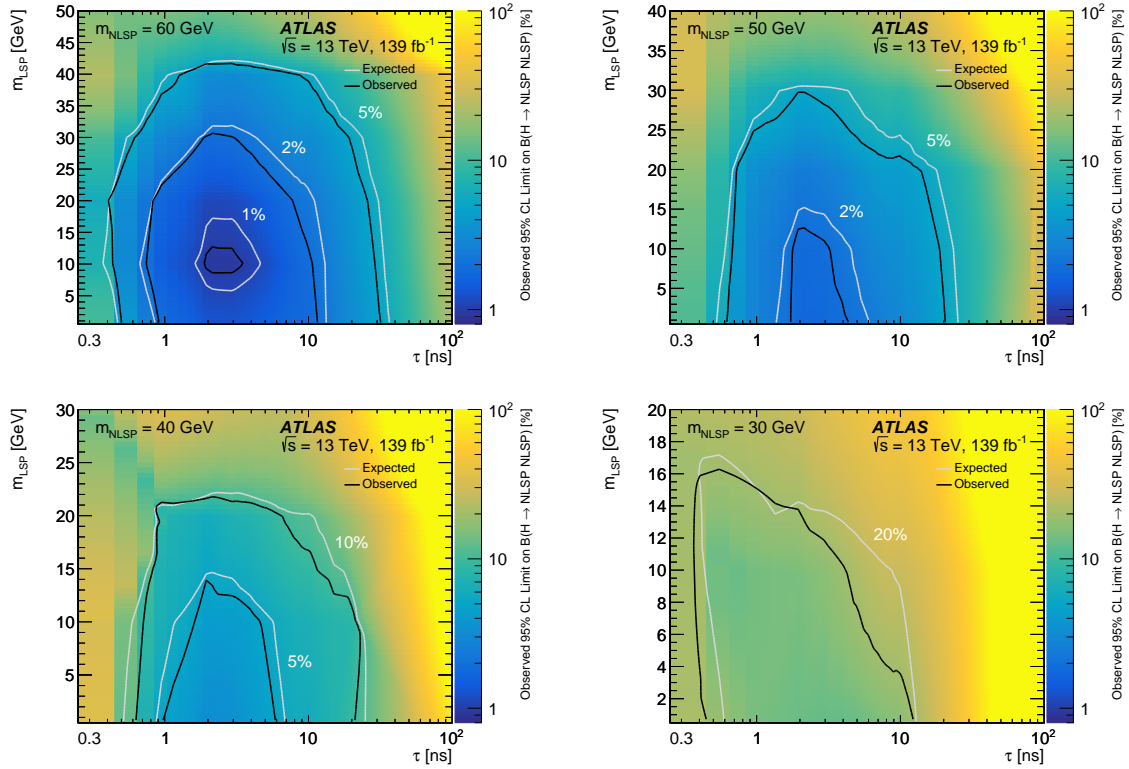 m_NLSP = 60 GeV
ATLAS
√s = 13 TeV, 139 fb⁻¹
Expected
Observed
5%
2%
1%
50
45
40
35
30
25
20
15
10
5
m_LSP [GeV]
0.3
1
10
10²
τ [ns]
10²
10
1
Observed 95% CL Limit on B(H → NLSP NLSP) [%]
m_NLSP = 50 GeV
ATLAS
√s = 13 TeV, 139 fb⁻¹
Expected
Observed
5%
2%
40
35
30
25
20
15
10
5
m_LSP [GeV]
0.3
1
10
10²
τ [ns]
10²
10
1
Observed 95% CL Limit on B(H → NLSP NLSP) [%]
m_NLSP = 40 GeV
ATLAS
√s = 13 TeV, 139 fb⁻¹
Expected
Observed
10%
5%
30
25
20
15
10
5
m_LSP [GeV]
0.3
1
10
10²
τ [ns]
10²
10
1
Observed 95% CL Limit on B(H → NLSP NLSP) [%]
m_NLSP = 30 GeV
ATLAS
√s = 13 TeV, 139 fb⁻¹
Expected
Observed
20%
20
18
16
14
12
10
8
6
4
2
m_LSP [GeV]
0.3
1
10
10²
τ [ns]
10²
10
1
Observed 95% CL Limit on B(H → NLSP NLSP) [%]